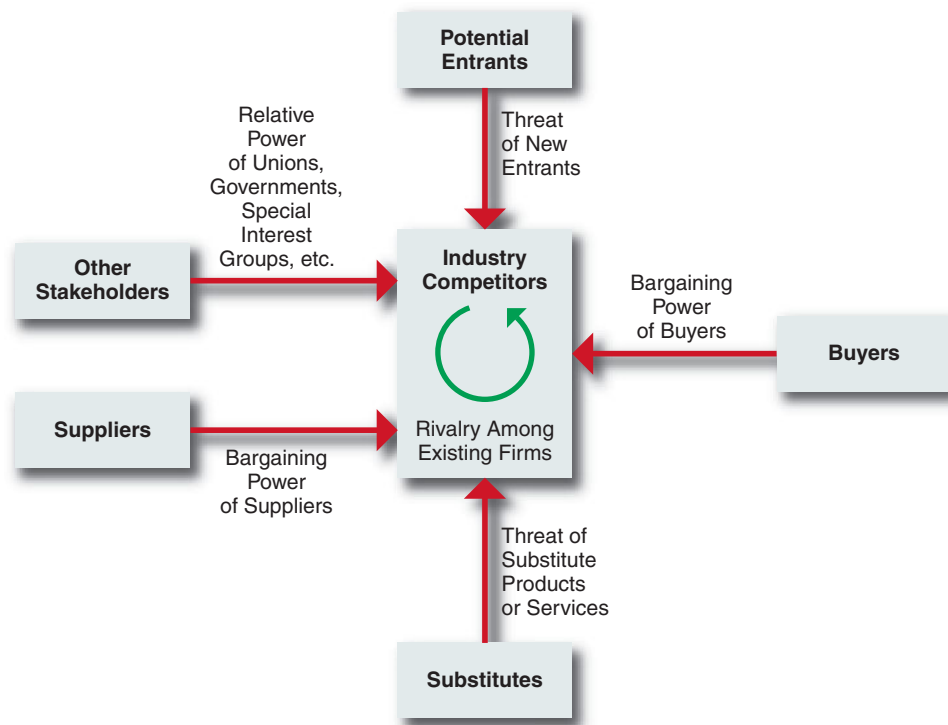 Potential
Entrants
Threat
of New
Entrants
Relative
Power
of Unions,
Governments,
Special
Interest
Groups, etc.
Other
Stakeholders
Industry
Competitors
Rivalry Among
Existing Firms
Bargaining
Power
of Buyers
Buyers
Suppliers
Bargaining
Power
of Suppliers
Threat of
Substitute
Products
or Services
Substitutes